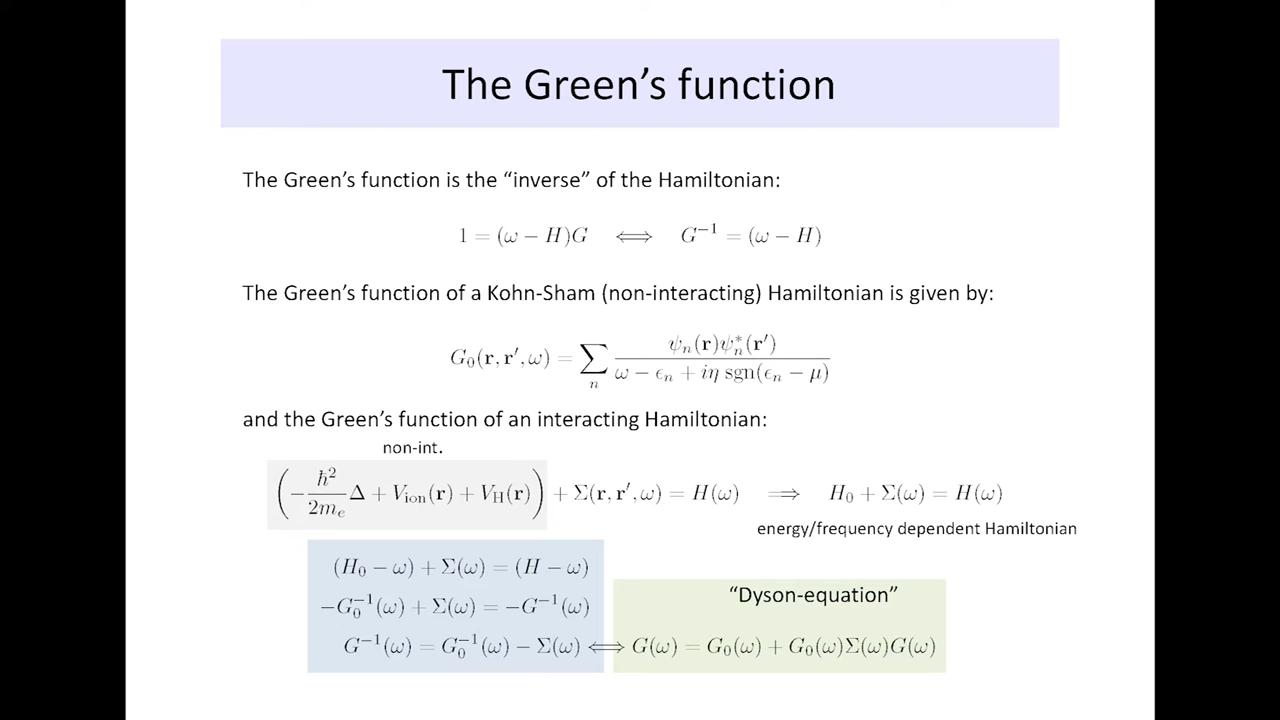 The Green’s function
The Green’s function is the “inverse” of the Hamiltonian:
1 = (ω − H)G ⟺ G⁻¹ = (ω − H)
The Green’s function of a Kohn-Sham (non-interacting) Hamiltonian is given by:
G₀(r, r′, ω) = ∑ₙ ψₙ(r)ψₙ*(r′) / (ω − ϵₙ + iη sgn(ϵₙ − μ))
and the Green’s function of an interacting Hamiltonian:
non-int.
(−ℏ²/2mₑ Δ + V_ion(r) + V_H(r)) + Σ(r, r′, ω) = H(ω) ⟹ H₀ + Σ(ω) = H(ω)
energy/frequency dependent Hamiltonian
(H₀ − ω) + Σ(ω) = (H − ω)
“Dyson-equation”
−G₀⁻¹(ω) + Σ(ω) = −G⁻¹(ω)
G⁻¹(ω) = G₀⁻¹(ω) − Σ(ω) ⟺ G(ω) = G₀(ω) + G₀(ω)Σ(ω)G(ω)